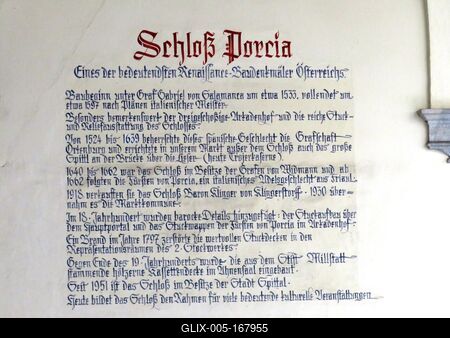 Schloß Porcia
Eines der bedeutendsten Renaissance-Baudenkmäler Österreichs.
Baubeginn unter Graf Gabriel von Salamanca um etwa 1533, vollendet um
etwa 1597 nach Plänen italienischer Meister.
Besonders bemerkenswert der dreigeschoßige Arkadenhof und die reiche Stuck-
und Reliefausstattung des Schlosses.
Von 1524 bis 1639 beherrschte dieses spanische Geschlecht die Grafschaft
Ortenburg und errichtete in unserem Markt außer dem Schloß auch das große
Spittl an der Brücke über die Lieser (heute Türkkaserne).
1640 bis 1662 war das Schloß im Besitze der Grafen von Widmann und ab
1662 folgten die Fürsten von Porcia, ein italienisches Adelsgeschlecht aus Friaul.
1918 verkauften sie das Schloß Baron Klinger von Klingerstorff. 1930 über-
nahm es die Marktkommune.
Im 18. Jahrhundert wurden barocke Details hinzugefügt: der Stuckaufbau über
dem Hauptportal und das Stuckwappen der Fürsten von Porcia im Arkadenhof.
Ein Brand im Jahre 1797 zerstörte die wertvollen Stuckdecken in den
Repräsentationsräumen des 2. Stockwerkes.
Gegen Ende des 19. Jahrhunderts wurde die aus dem Stift Millstatt
stammende hölzerne Kassettendecke im Ahnensaal eingebaut.
Seit 1951 ist das Schloß im Besitze der Stadt Spittal.
Heute bildet das Schloß den Rahmen für viele bedeutende kulturelle Veranstaltungen.
PICRYL
© 005-167955